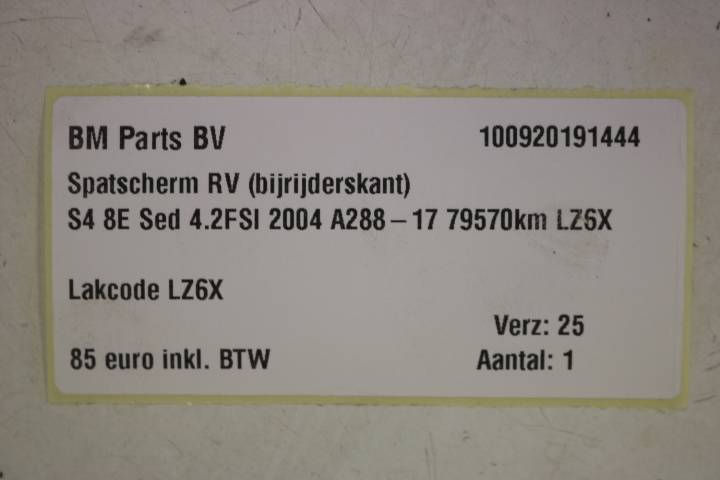 BM Parts BV 100920191444
Spatscherm RV (bijrijderskant)
S4 8E Sed 4.2FSI 2004 A288-17 79570km LZ6X
Lakcode LZ6X
Verz: 25
85 euro inkl. BTW Aantal: 1